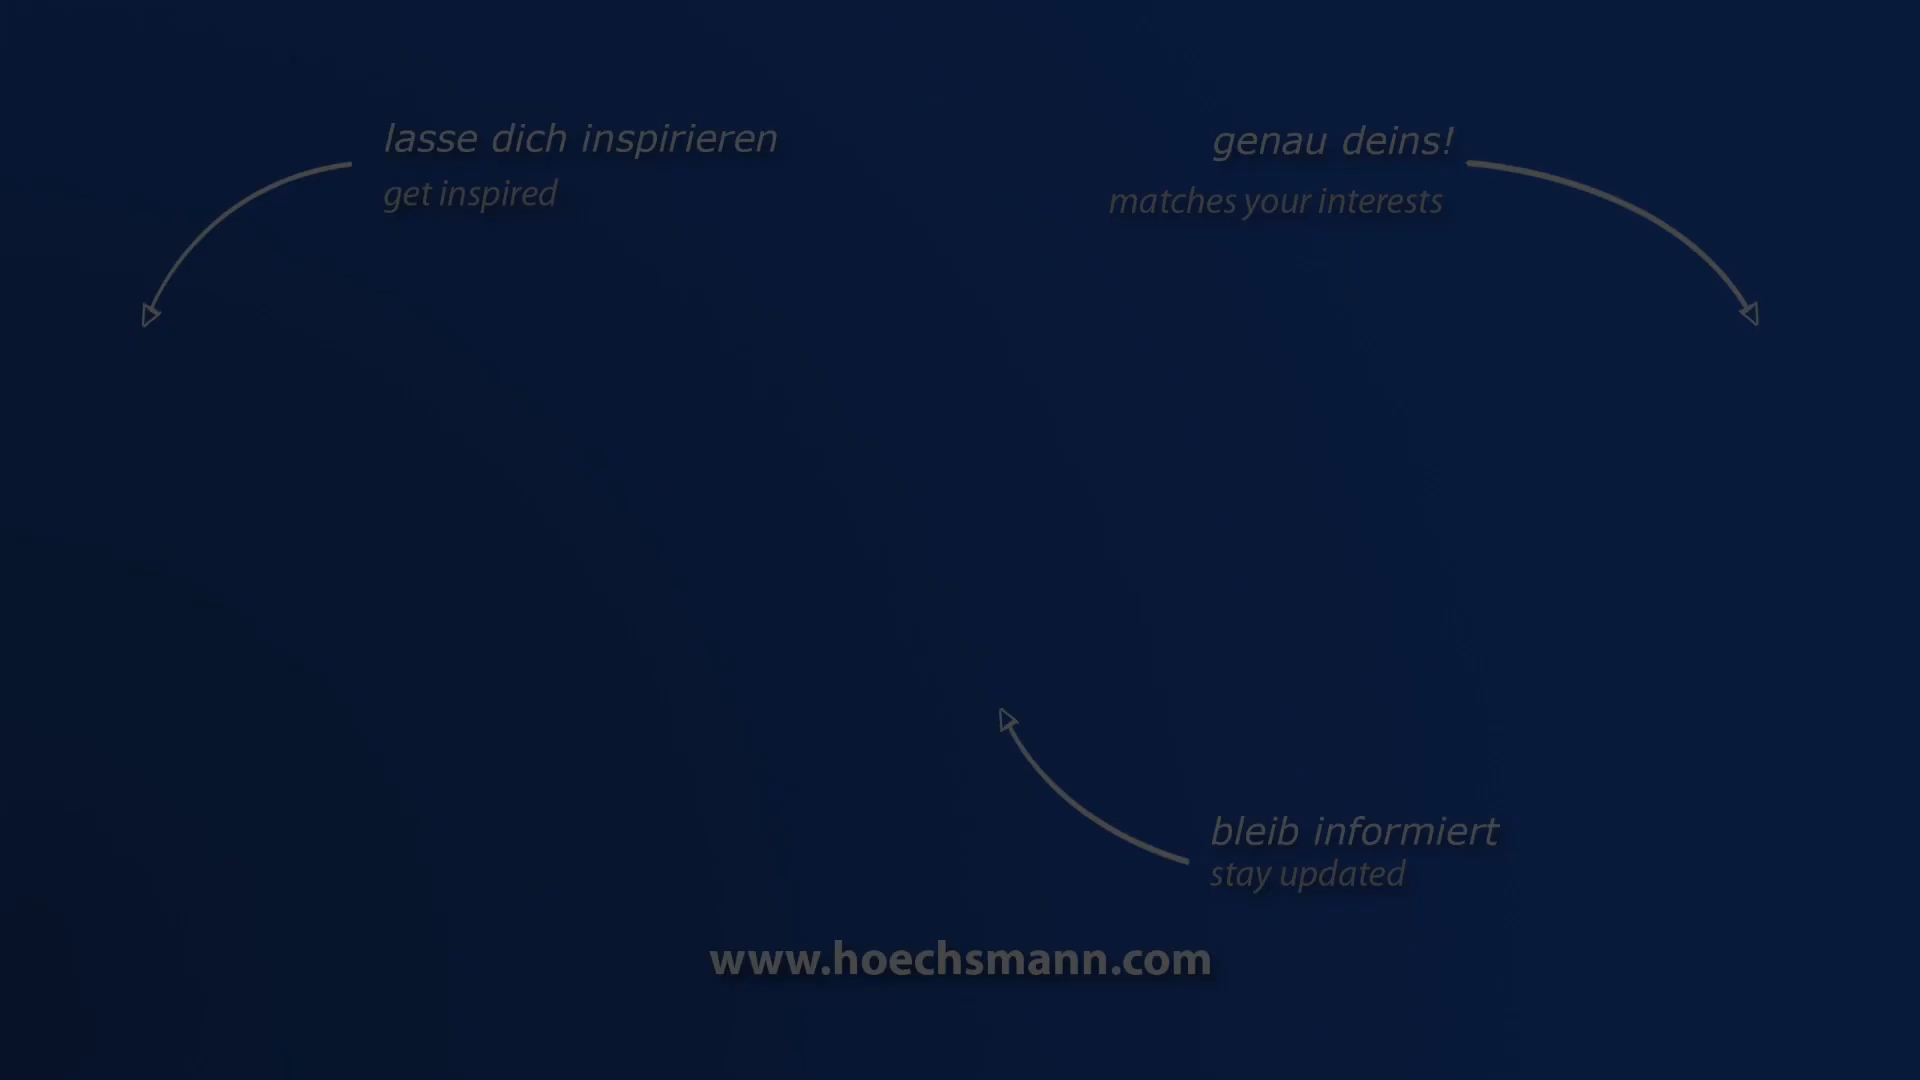 lasse dich inspirieren
get inspired
genau deins!
matches your interests
bleib informiert
stay updated
www.hoechsmann.com